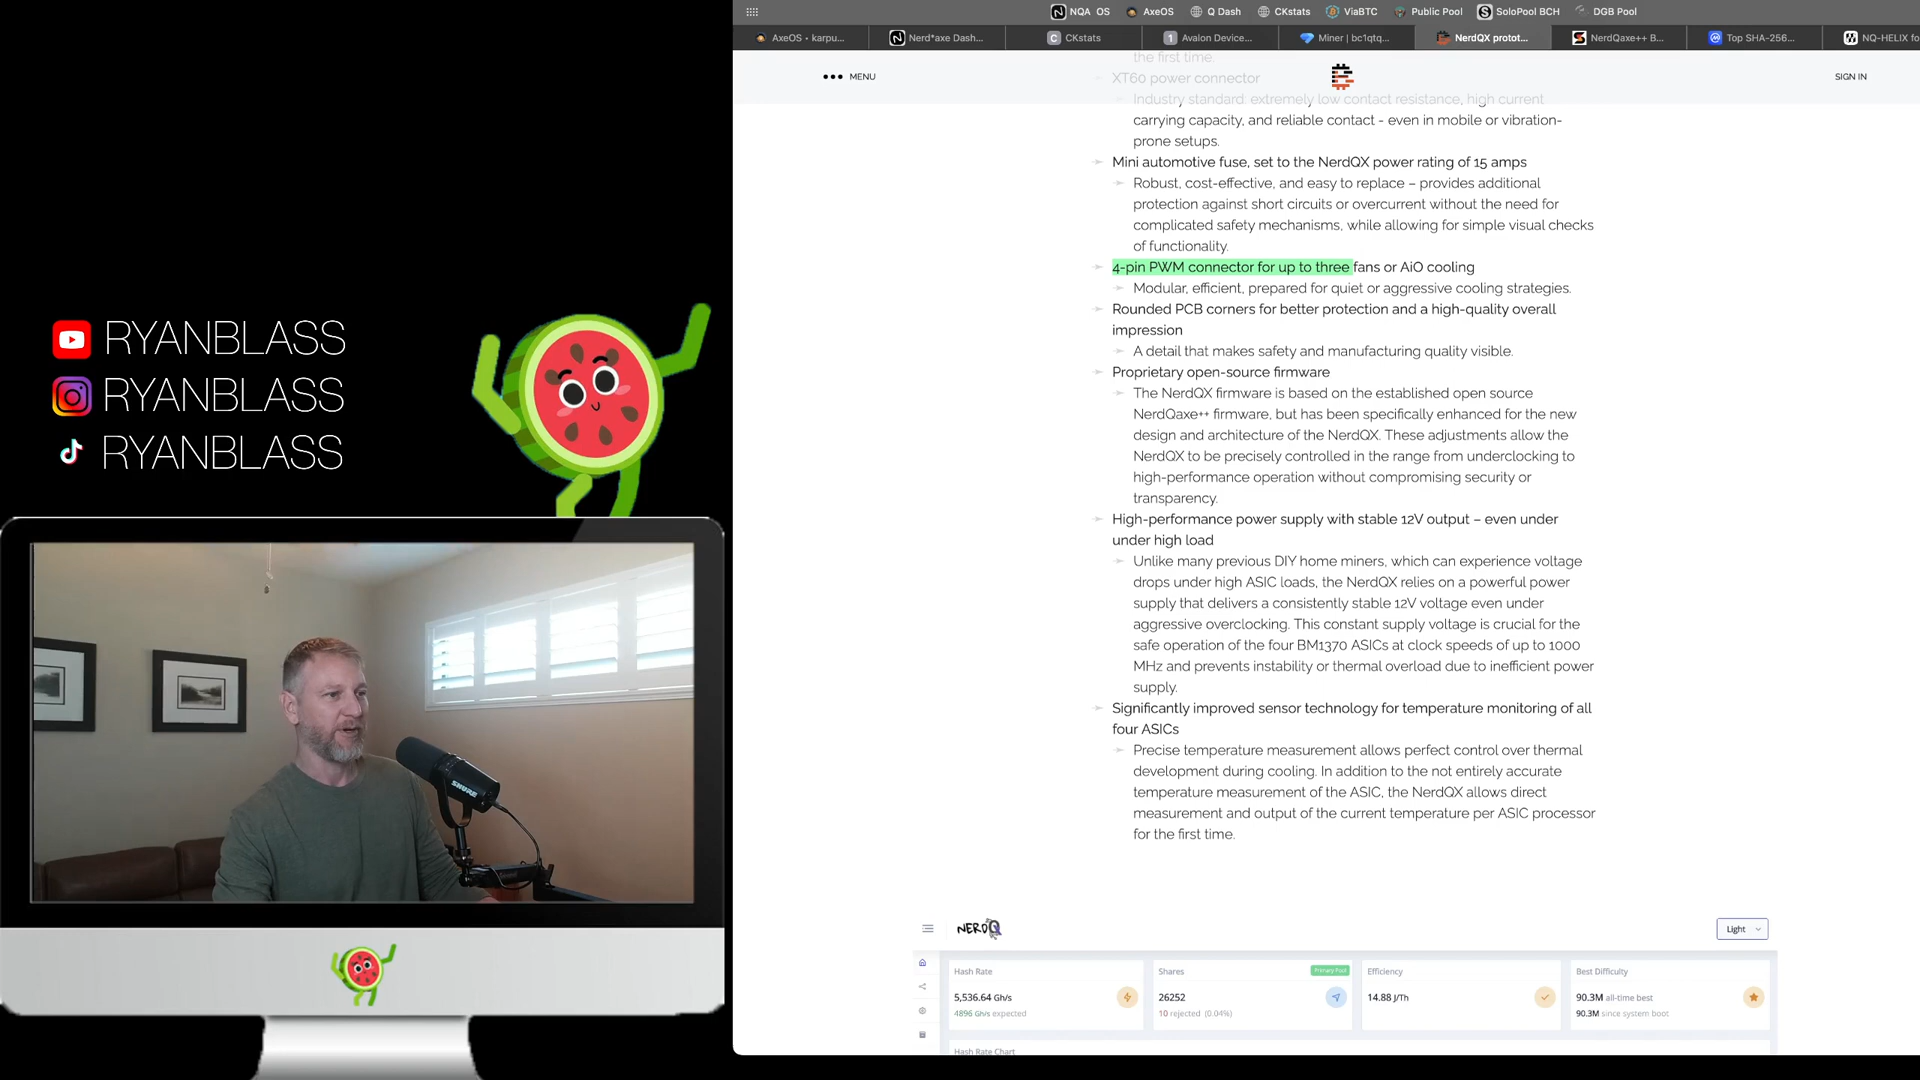 NQA OS
AxeOS
Q Dash
CKstats
ViaBTC
Public Pool
SoloPool BCH
DGB Pool
AxeOS • karpu...
Nerd*axe Dash...
CKstats
Avalon Device...
Miner | bc1qtq...
NerdQX protot...
NerdQaxe++ B...
Top SHA-256...
NQ-HELIX fo
MENU
SIGN IN
the first time.
XT60 power connector
Industry standard: extremely low contact resistance, high current
carrying capacity, and reliable contact - even in mobile or vibration-
prone setups.
Mini automotive fuse, set to the NerdQX power rating of 15 amps
Robust, cost-effective, and easy to replace – provides additional
protection against short circuits or overcurrent without the need for
complicated safety mechanisms, while allowing for simple visual checks
of functionality.
4-pin PWM connector for up to three fans or AiO cooling
Modular, efficient, prepared for quiet or aggressive cooling strategies.
Rounded PCB corners for better protection and a high-quality overall
impression
A detail that makes safety and manufacturing quality visible.
Proprietary open-source firmware
The NerdQX firmware is based on the established open source
NerdQaxe++ firmware, but has been specifically enhanced for the new
design and architecture of the NerdQX. These adjustments allow the
NerdQX to be precisely controlled in the range from underclocking to
high-performance operation without compromising security or
transparency.
High-performance power supply with stable 12V output – even under
under high load
Unlike many previous DIY home miners, which can experience voltage
drops under high ASIC loads, the NerdQX relies on a powerful power
supply that delivers a consistently stable 12V voltage even under
aggressive overclocking. This constant supply voltage is crucial for the
safe operation of the four BM1370 ASICs at clock speeds of up to 1000
MHz and prevents instability or thermal overload due to inefficient power
supply.
Significantly improved sensor technology for temperature monitoring of all
four ASICs
Precise temperature measurement allows perfect control over thermal
development during cooling. In addition to the not entirely accurate
temperature measurement of the ASIC, the NerdQX allows direct
measurement and output of the current temperature per ASIC processor
for the first time.
NERDQ
Light
Hash Rate
5,536.64 Gh/s
4896 Gh/s expected
Shares
Primary Pool
26252
10 rejected (0.04%)
Efficiency
14.88 J/Th
Best Difficulty
90.3M all-time best
90.3M since system boot
Hash Rate Chart
RYANBLASS
RYANBLASS
RYANBLASS
SHURE